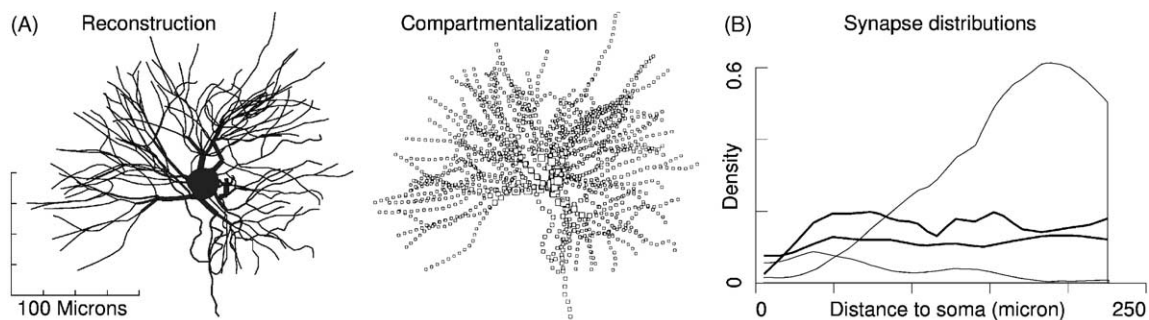 (A) Reconstruction
Compartmentalization
100 Microns
(B) Synapse distributions
0.6
Density
0
0 Distance to soma (micron) 250